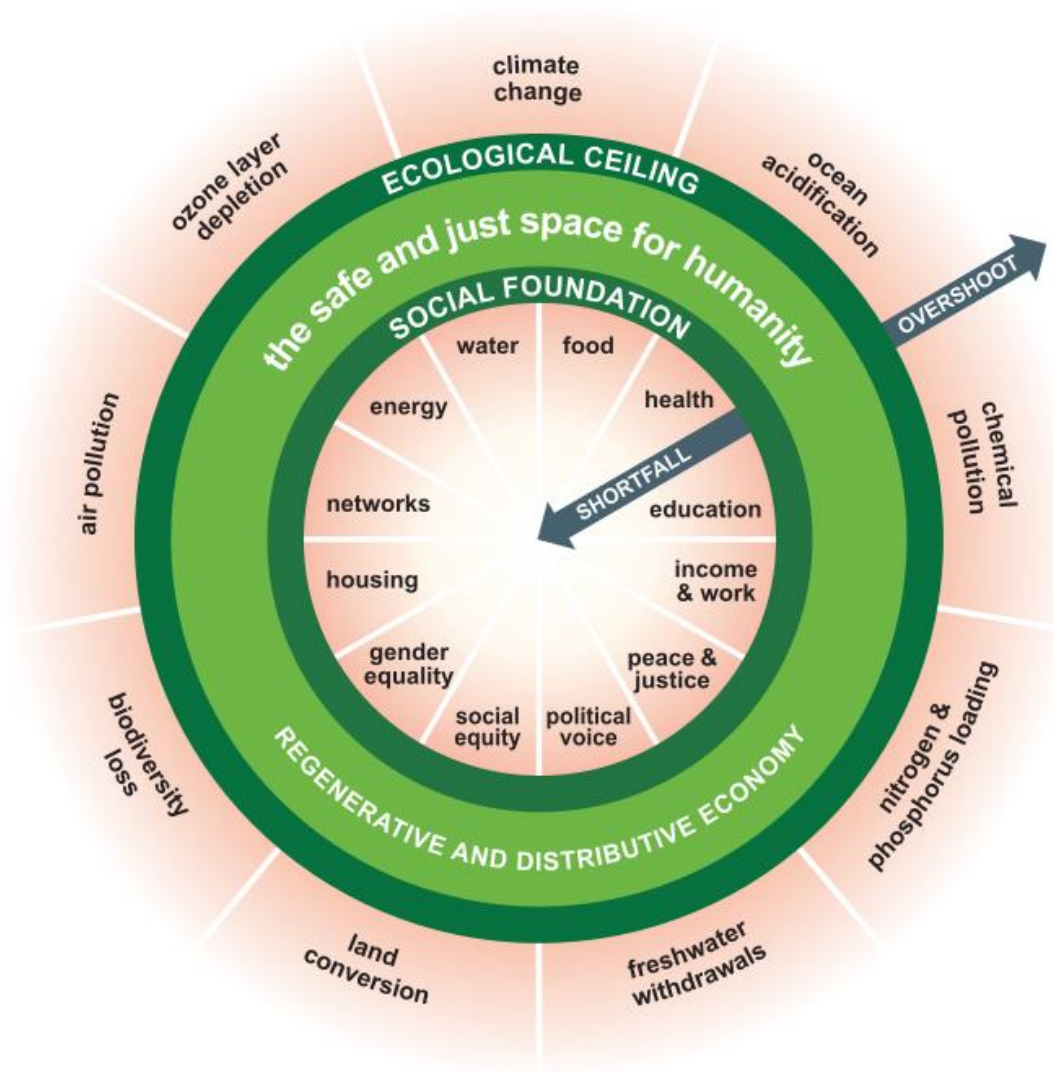 climate
change
ocean
acidification
OVERSHOOT
chemical
pollution
nitrogen &
phosphorus loading
freshwater
withdrawals
land
conversion
biodiversity
loss
air pollution
ozone layer
depletion
ECOLOGICAL CEILING
the safe and just space for humanity
SOCIAL FOUNDATION
water
food
health
SHORTFALL
education
income
& work
peace &
justice
political
voice
social
equity
gender
equality
housing
networks
energy
REGENERATIVE AND DISTRIBUTIVE ECONOMY